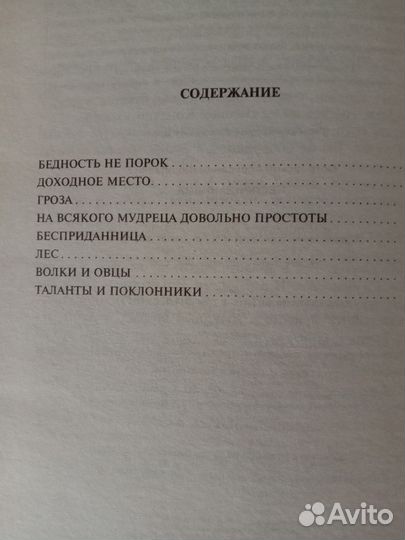 СОДЕРЖАНИЕ
БЕДНОСТЬ НЕ ПОРОК
ДОХОДНОЕ МЕСТО
ГРОЗА
НА ВСЯКОГО МУДРЕЦА ДОВОЛЬНО ПРОСТОТЫ
БЕСПРИДАННИЦА
ЛЕС
ВОЛКИ И ОВЦЫ
ТАЛАНТЫ И ПОКЛОННИКИ
Avito